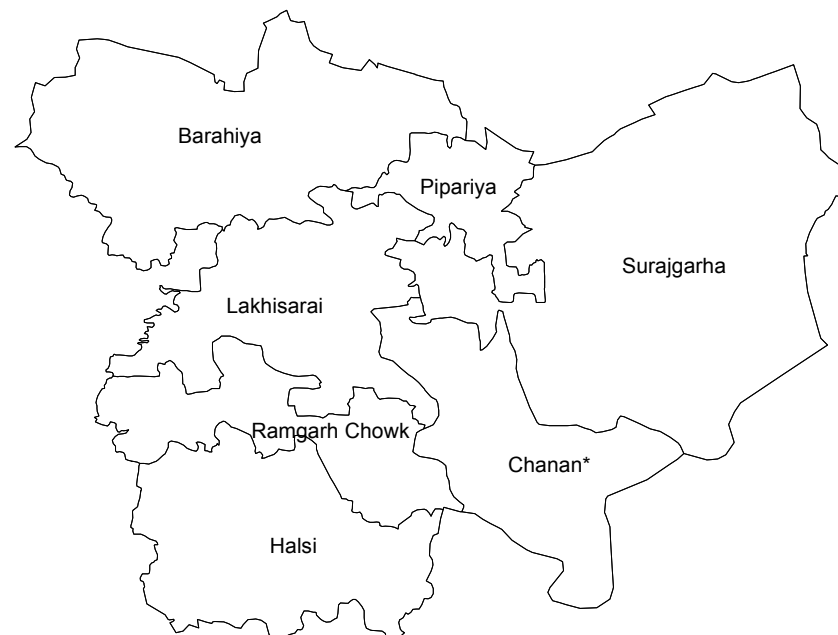 Barahiya
Pipariya
Surajgarha
Lakhisarai
Ramgarh Chowk
Chanan*
Halsi